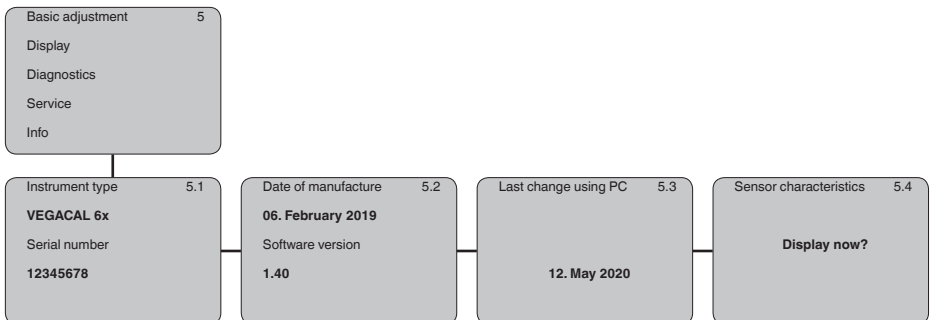 Basic adjustment 5
Display
Diagnostics
Service
Info
Instrument type 5.1
VEGACAL 6x
Serial number
12345678
Date of manufacture 5.2
06. February 2019
Software version
1.40
Last change using PC 5.3
12. May 2020
Sensor characteristics 5.4
Display now?